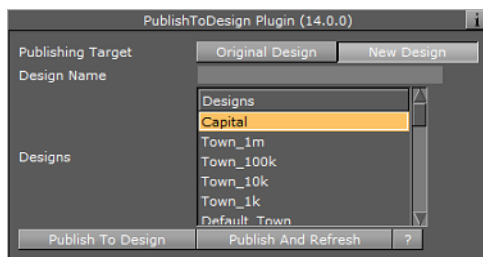 PublishToDesign Plugin (14.0.0) i
Publishing Target Original Design New Design
Design Name
Designs
Capital
Town_1m
Designs Town_100k
Town_10k
Town_1k
Default_Town
Publish To Design Publish And Refresh ?